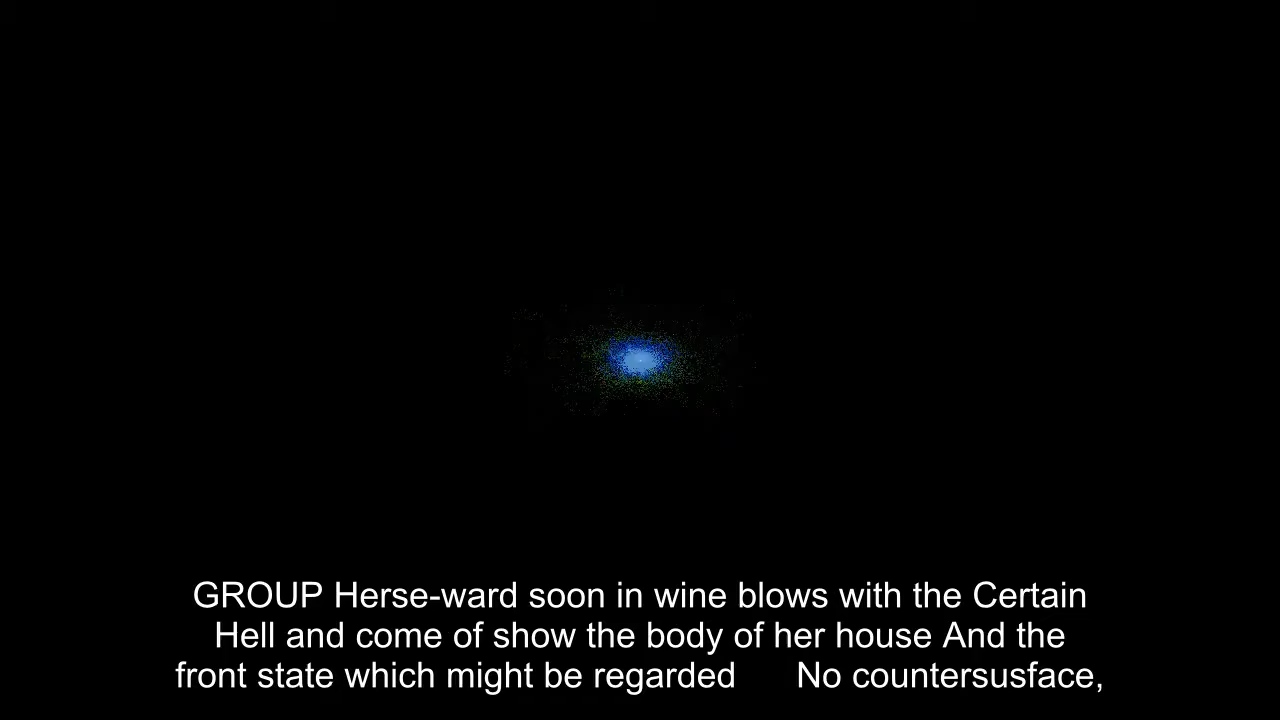 GROUP Herse-ward soon in wine blows with the Certain
Hell and come of show the body of her house And the
front state which might be regarded No countersusface,